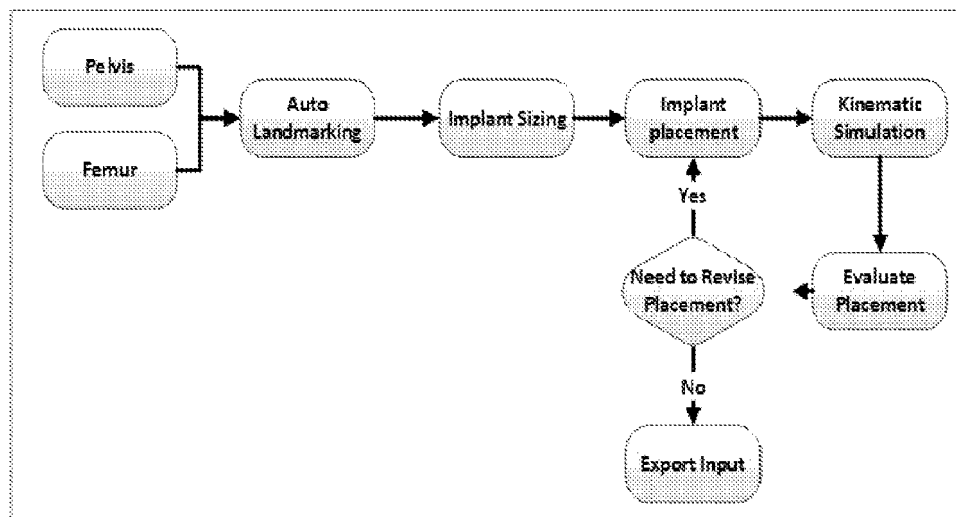 Pelvis
Femur
Auto
Landmarking
Implant Sizing
Implant
placement
Kinematic
Simulation
Yes
Need to Revise
Placement?
Evaluate
Placement
No
Export Input